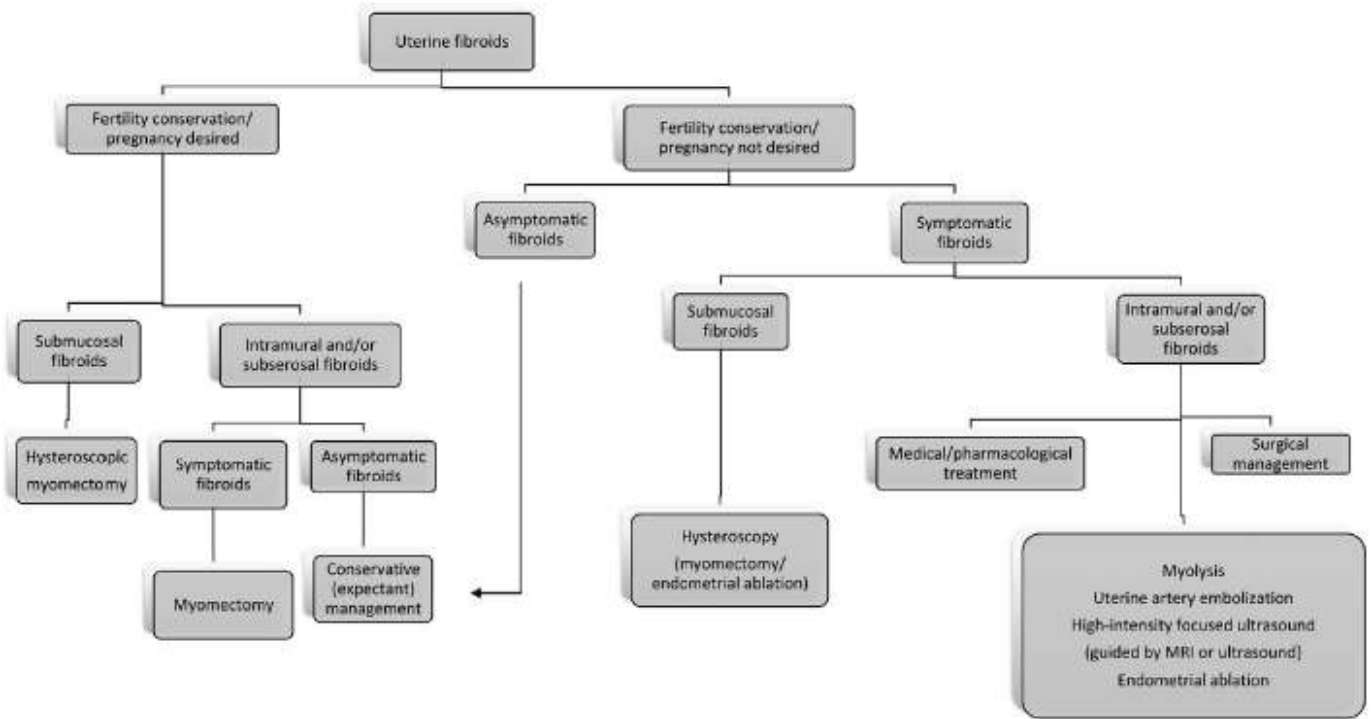 Uterine fibroids
Fertility conservation/
pregnancy desired
Fertility conservation/
pregnancy not desired
Asymptomatic
fibroids
Symptomatic
fibroids
Submucosal
fibroids
Intramural and/or
subserosal fibroids
Submucosal
fibroids
Intramural and/or
subserosal
fibroids
Hysteroscopic
myomectomy
Symptomatic
fibroids
Asymptomatic
fibroids
Medical/pharmacological
treatment
Surgical
management
Myomectomy
Conservative
(expectant)
management
Hysteroscopy
(myomectomy/
endometrial ablation)
Myolysis
Uterine artery embolization
High-intensity focused ultrasound
(guided by MRI or ultrasound)
Endometrial ablation